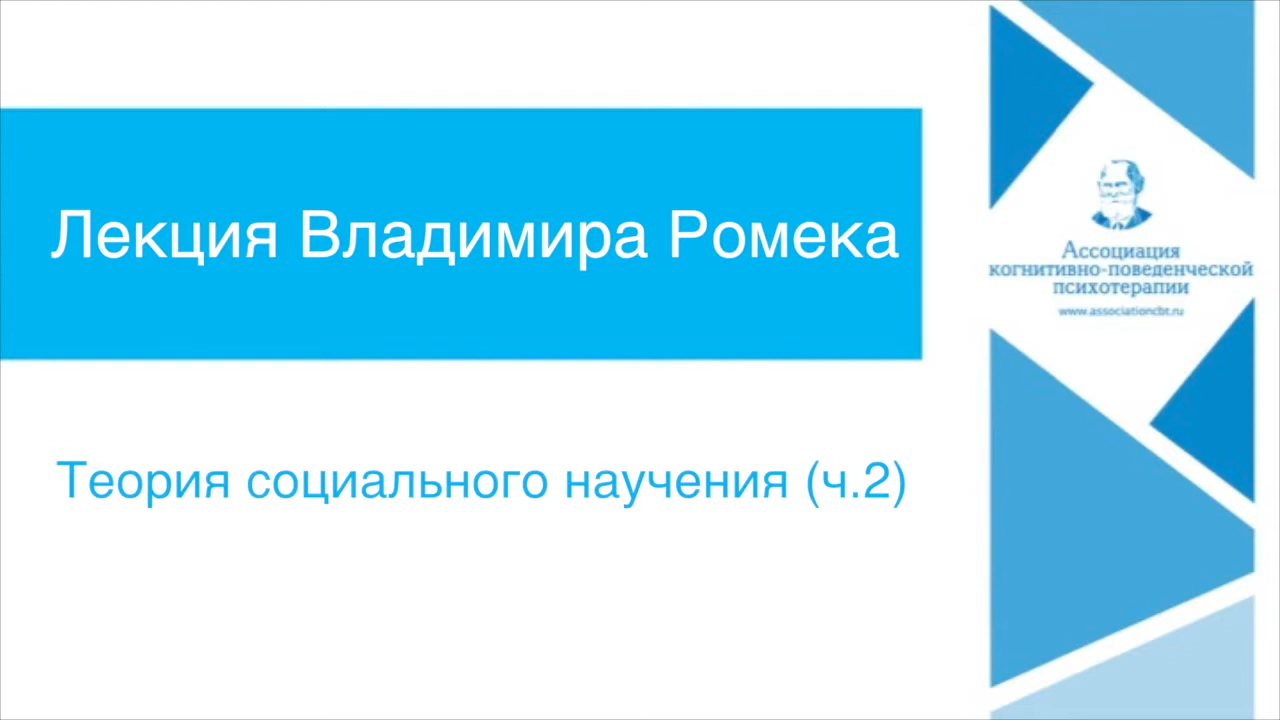 Лекция Владимира Ромека
Теория социального научения (ч.2)
Ассоциация
когнитивно-поведенческой
психотерапии
www.associationcbt.ru